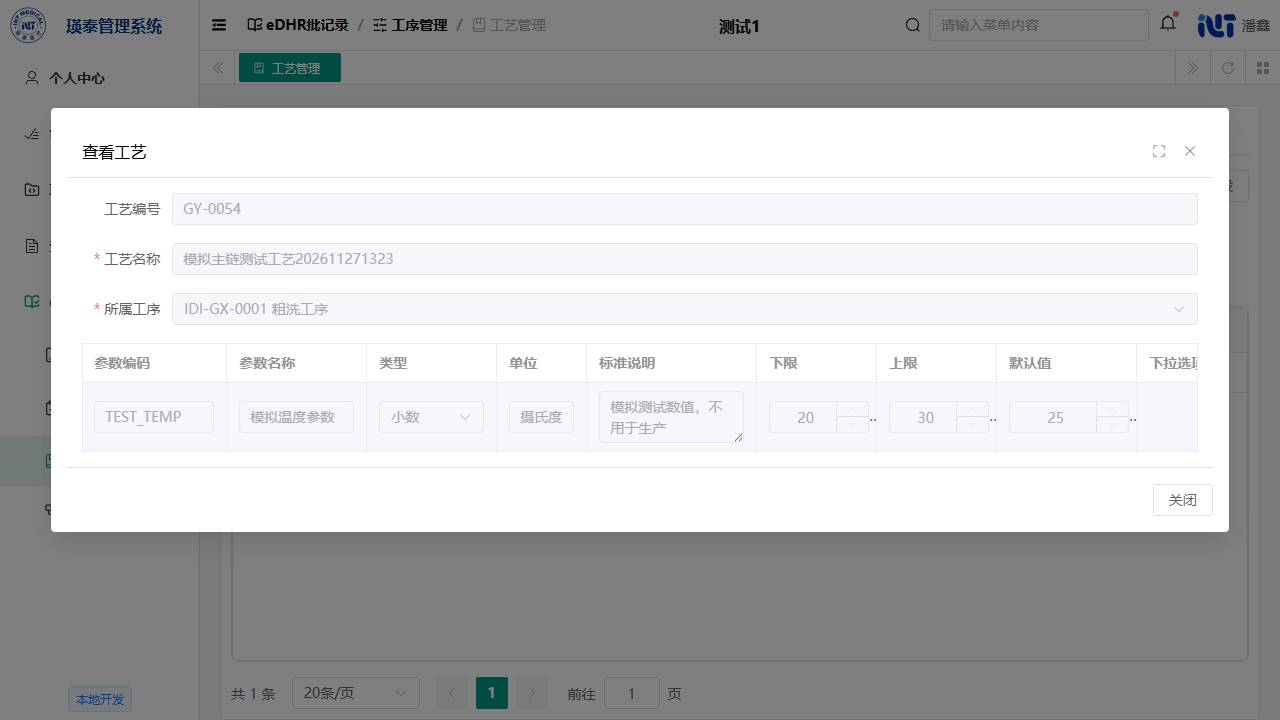 瑛泰管理系统
eDHR批记录 / 工序管理 / 工艺管理
测试1
请输入菜单内容
潘鑫
个人中心
工艺管理
查看工艺
工艺编号
GY-0054
* 工艺名称
模拟主链测试工艺202611271323
* 所属工序
IDI-GX-0001 粗洗工序
参数编码 参数名称 类型 单位 标准说明 下限 上限 默认值 下拉选项
TEST_TEMP 模拟温度参数 小数 摄氏度 模拟测试数值，不 20 .. 30 .. 25 ..
用于生产
关闭
共 1 条 20条/页 1 前往 1 页
本地开发